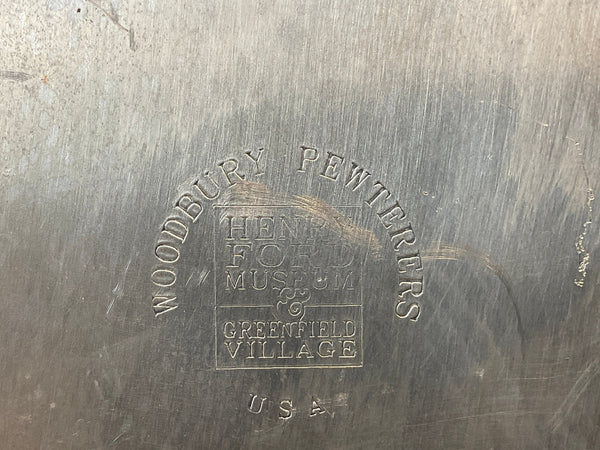 WOODBURY PEWTERERS
HENRY
FORD
MUSEUM
&
GREENFIELD
VILLAGE
USA